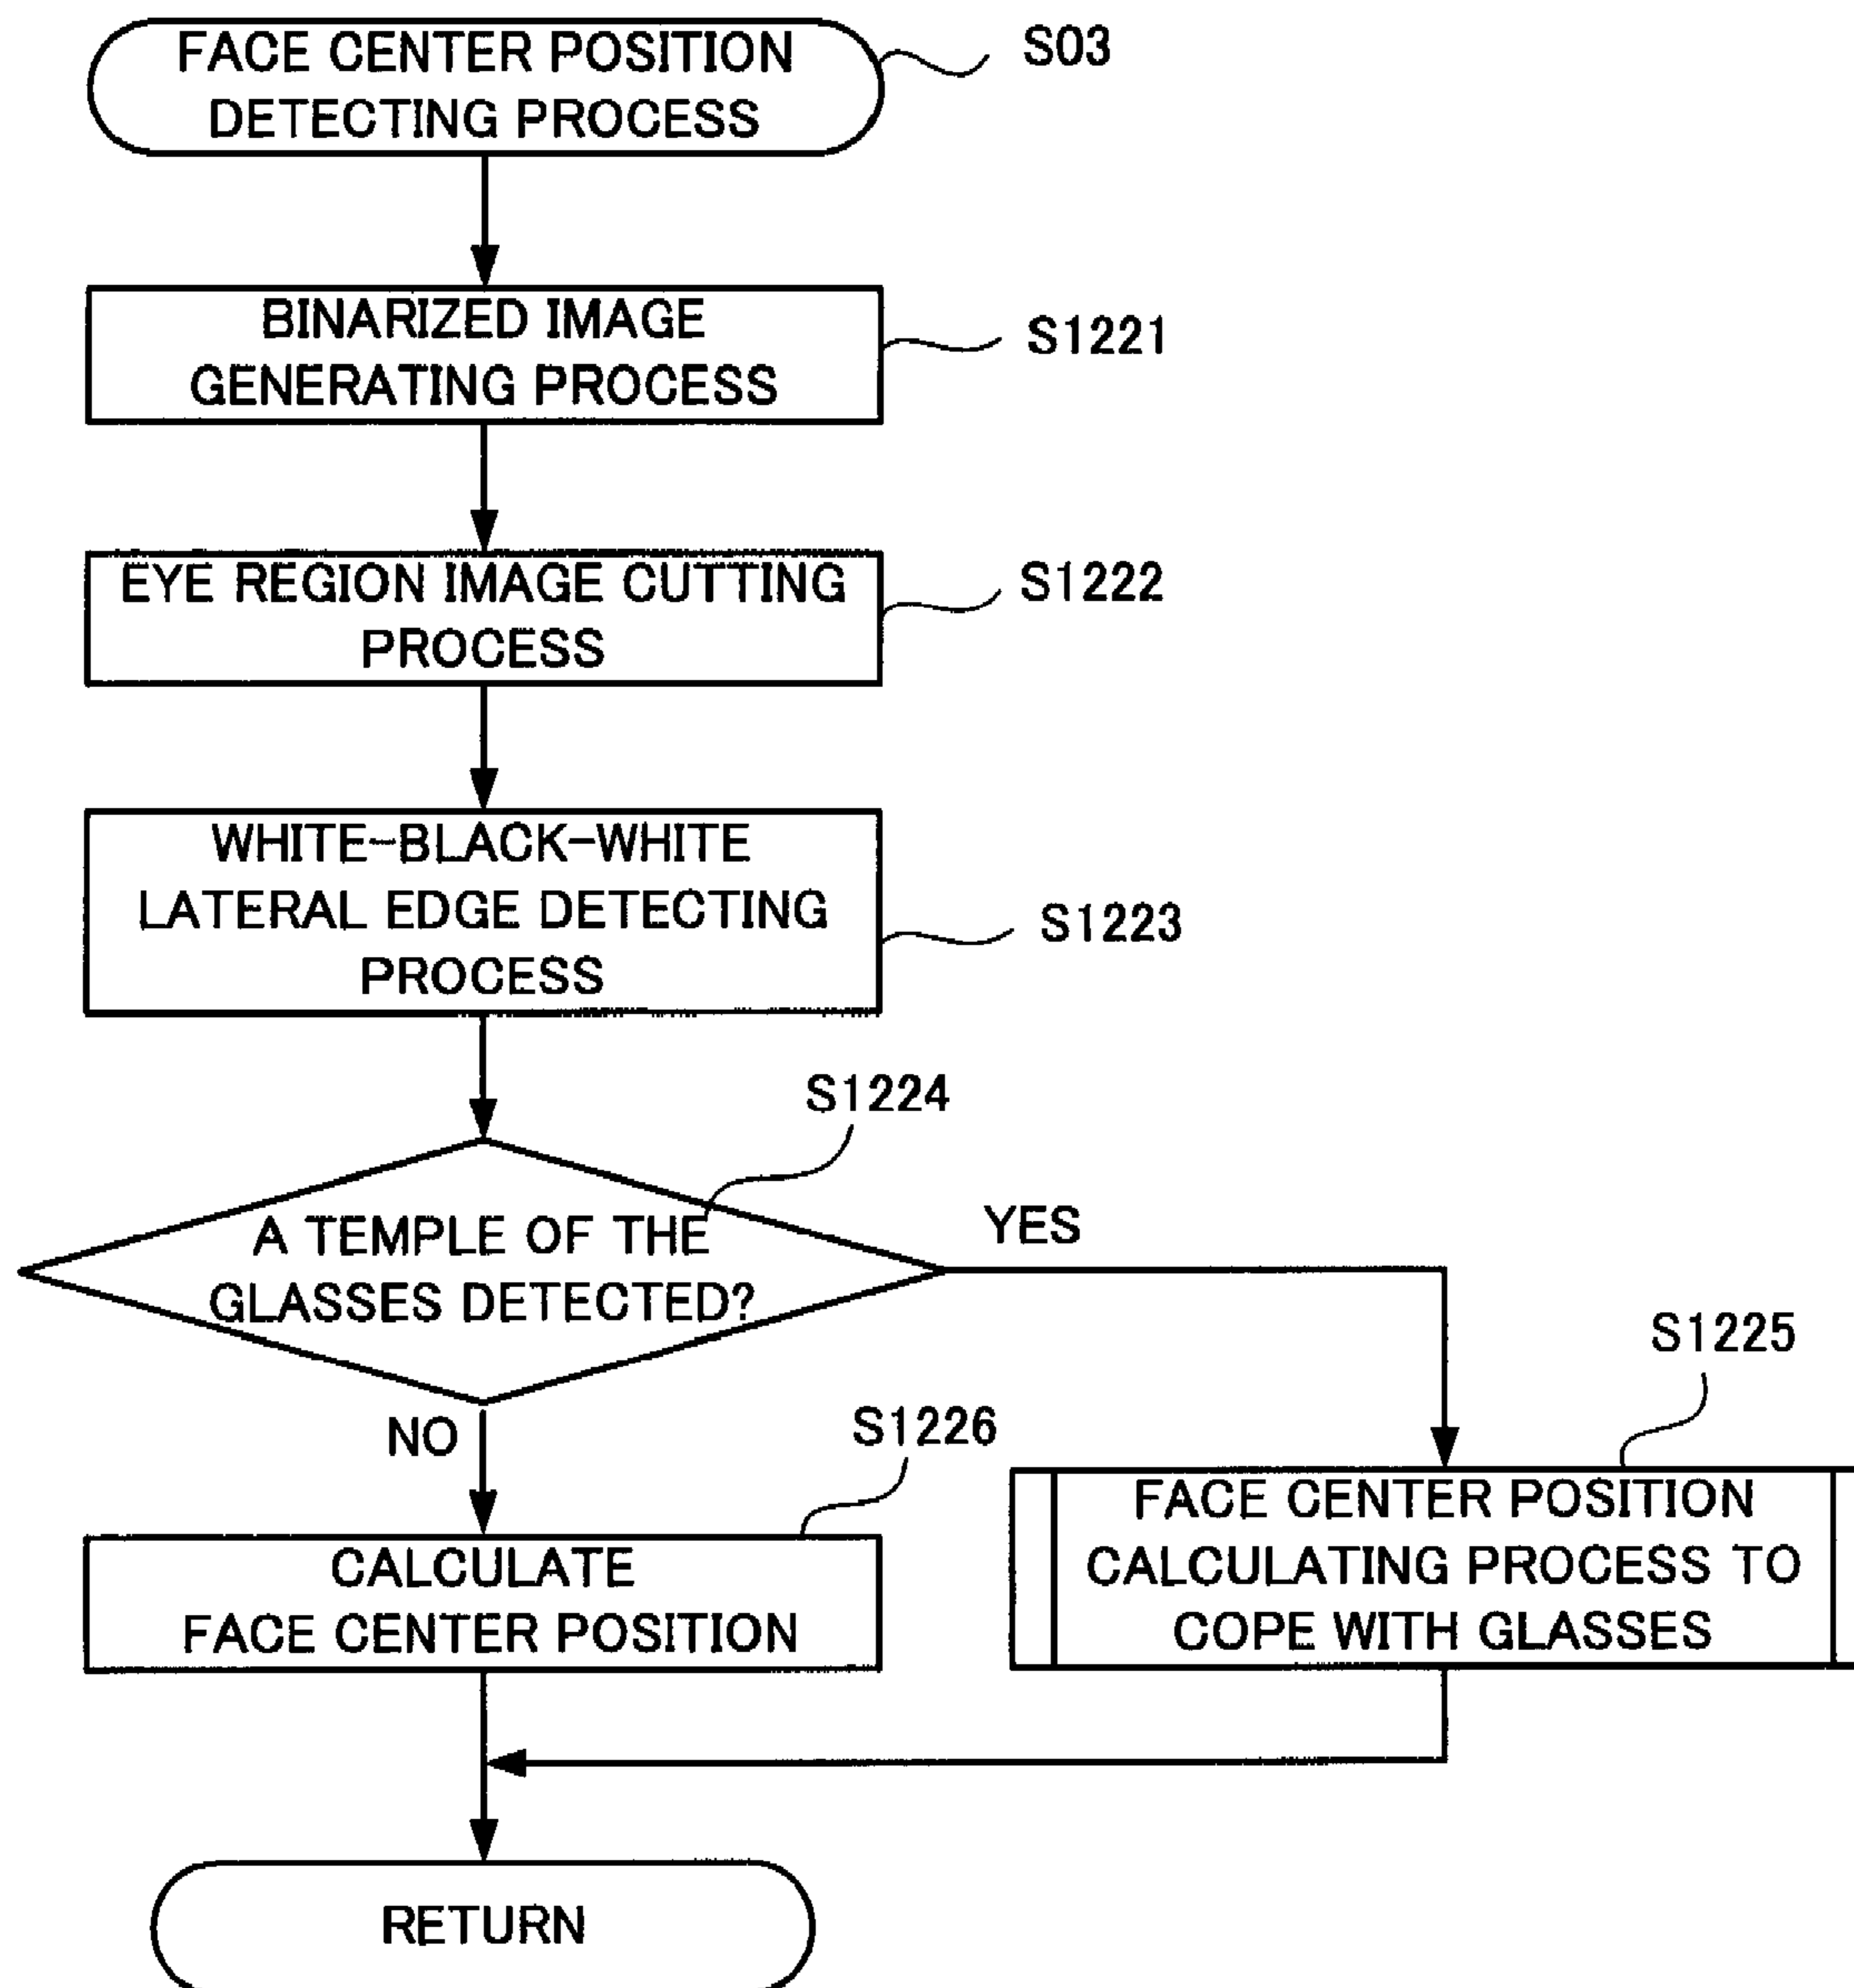 FACE CENTER POSITION
DETECTING PROCESS
S03
BINARIZED IMAGE
GENERATING PROCESS
S1221
EYE REGION IMAGE CUTTING
PROCESS
S1222
WHITE-BLACK-WHITE
LATERAL EDGE DETECTING
PROCESS
S1223
S1224
A TEMPLE OF THE
GLASSES DETECTED?
YES
NO
S1225
FACE CENTER POSITION
CALCULATING PROCESS TO
COPE WITH GLASSES
S1226
CALCULATE
FACE CENTER POSITION
RETURN